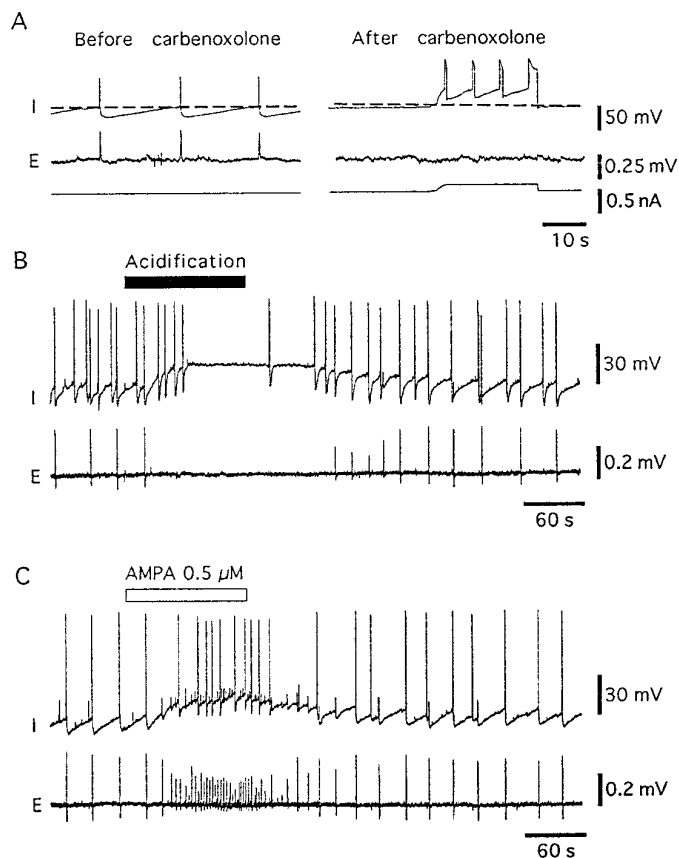 A
Before carbenoxolone
After carbenoxolone
I
50 mV
E
0.25 mV
0.5 nA
10 s
B
Acidification
30 mV
I
E
0.2 mV
60 s
C
AMPA 0.5 µM
30 mV
I
E
0.2 mV
60 s